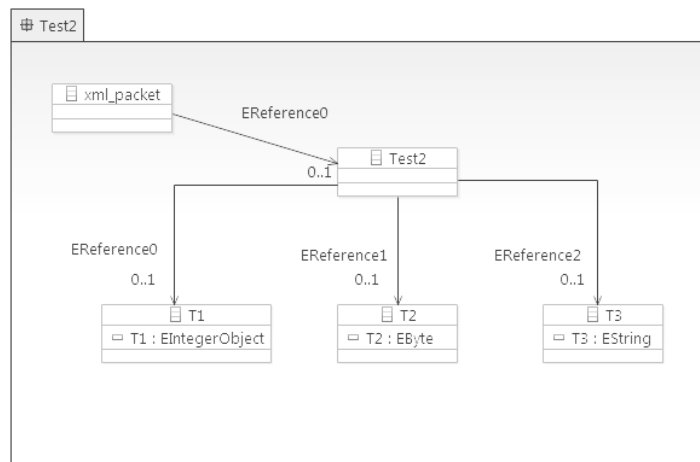 Test2
xml_packet
EReference0
Test2
0..1
EReference0
EReference1
EReference2
0..1
0..1
0..1
T1
T2
T3
T1 : EIntegerObject
T2 : EByte
T3 : EString